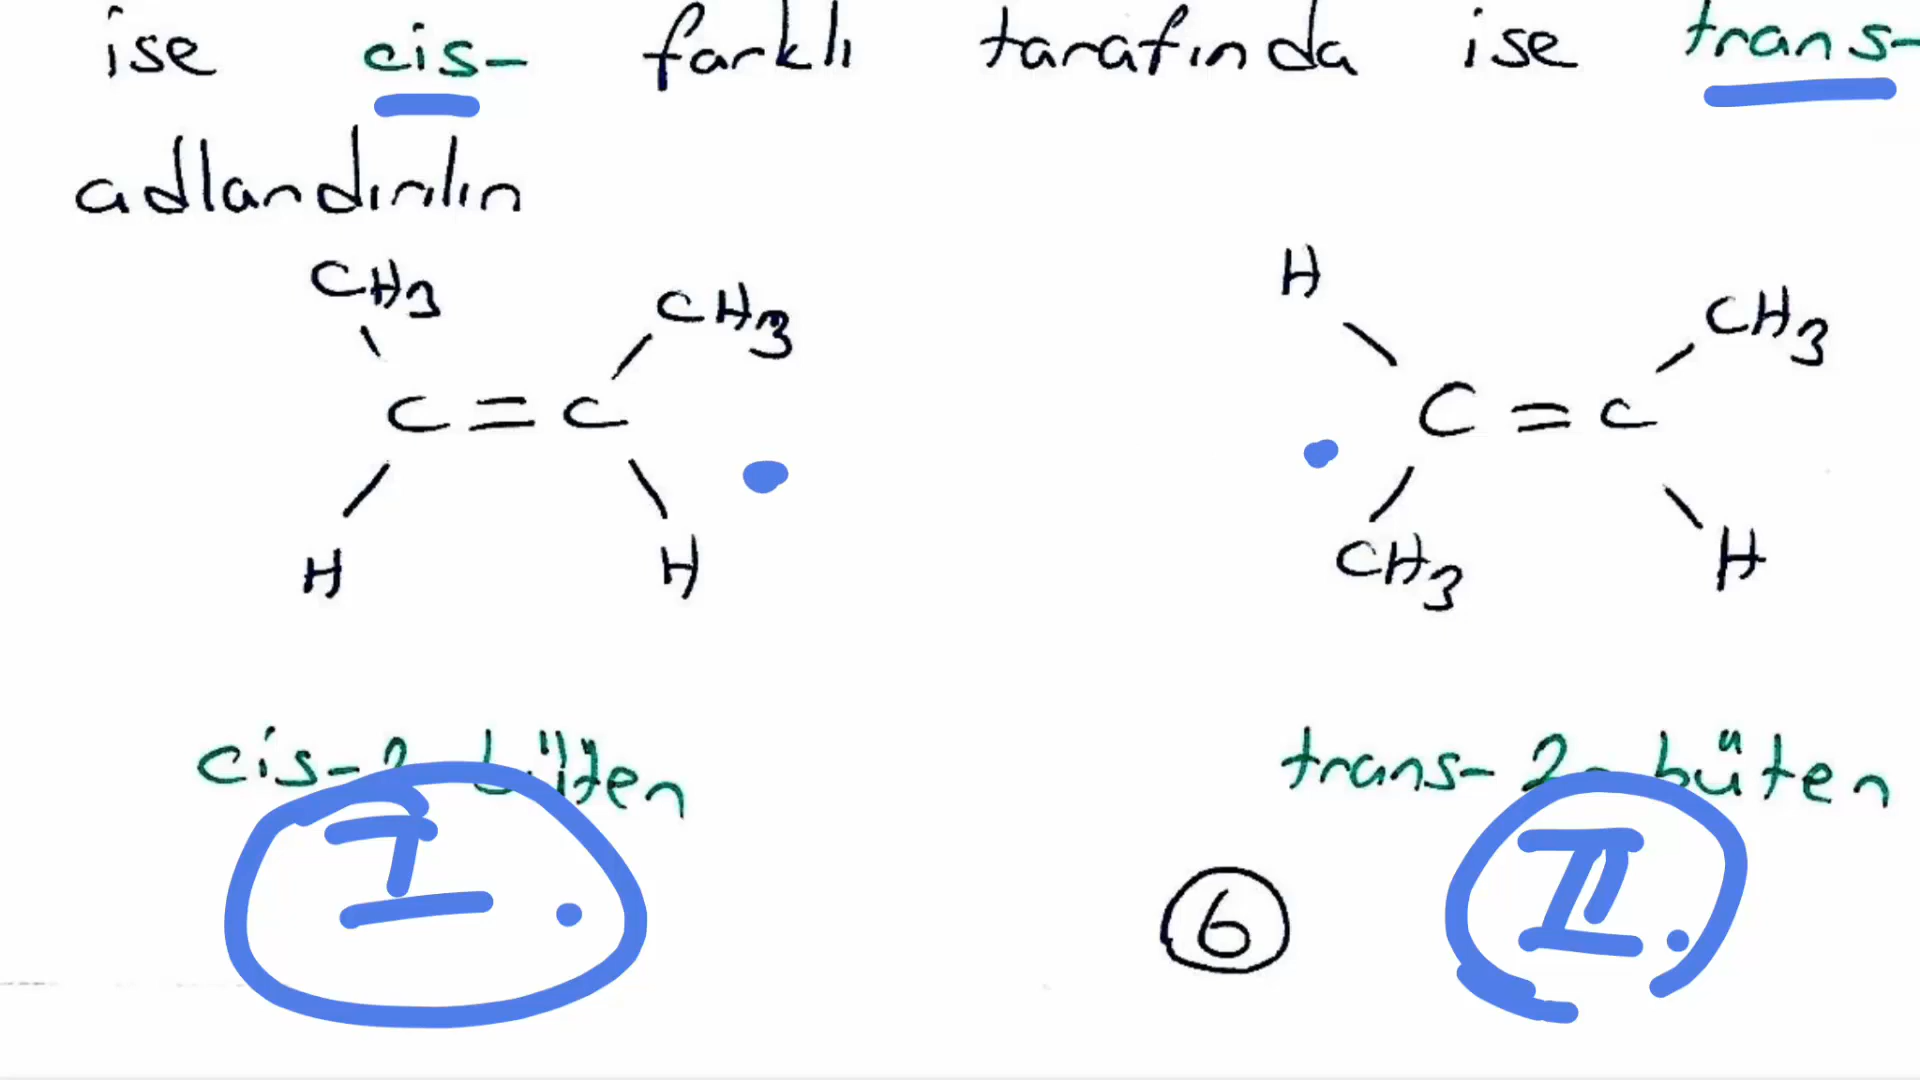 ise cis- farklı tarafında ise trans-
adlandırılır
CH3 CH3 H CH3
C=C C=C
H H CH3 H
cis-2-büten trans-2-büten
I. 6 II.